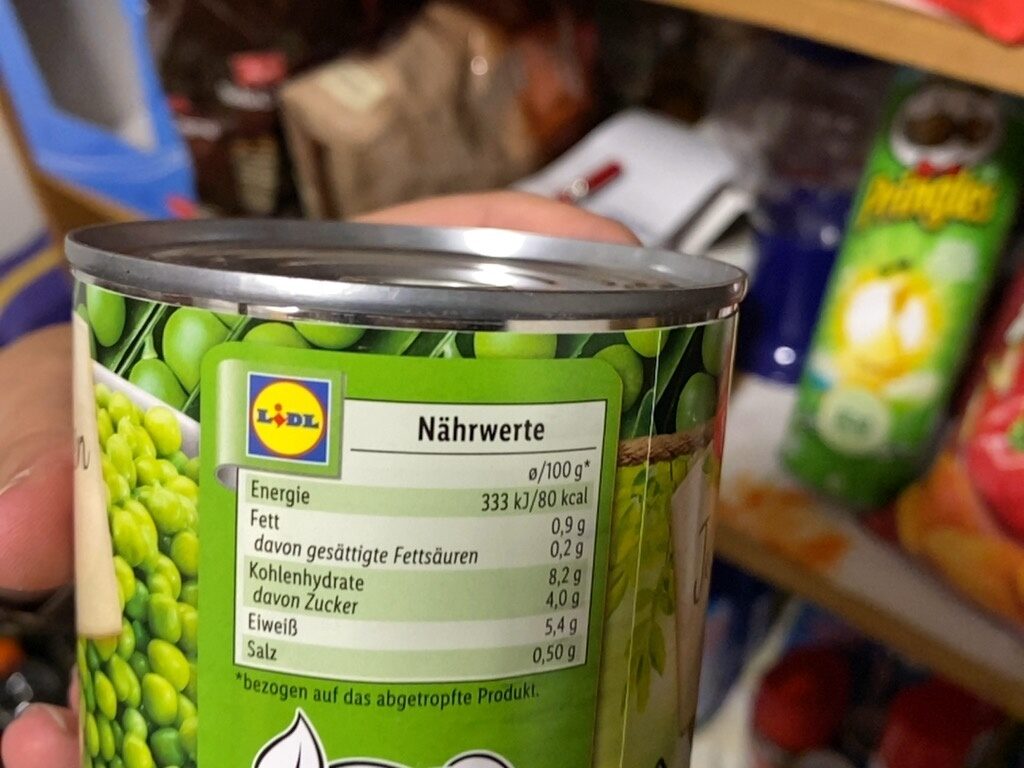 LIDL
Nährwerte
ø/100 g*
Energie 333 kJ/80 kcal
Fett 0,9 g
davon gesättigte Fettsäuren 0,2 g
Kohlenhydrate 8,2 g
davon Zucker 4,0 g
Eiweiß 5,4 g
Salz 0,50 g
*bezogen auf das abgetropfte Produkt.
Pringles